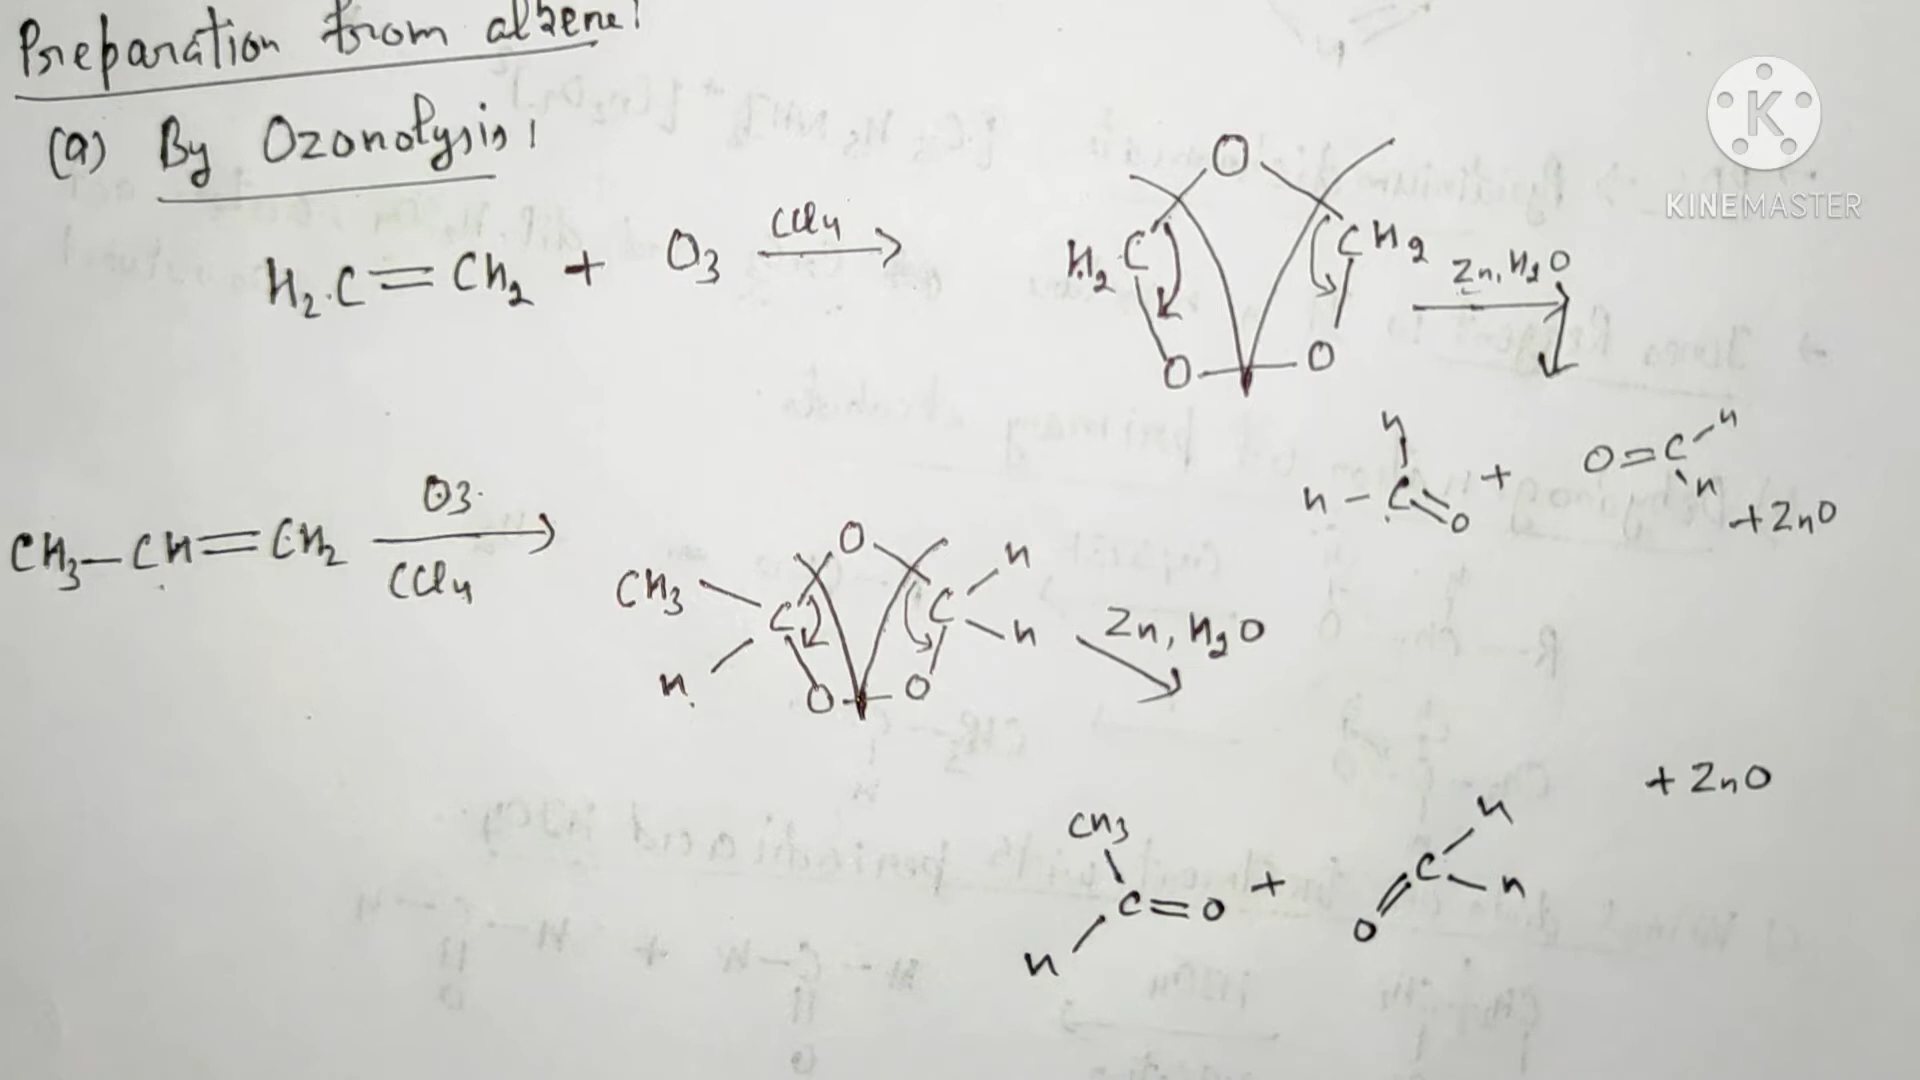 Preparation from alkene:
(a) By Ozonolysis:
H2C=CH2 + O3 CCl4 →
O
H2C CH2 Zn, H2O
O O
H
H-C=O + O=C H H + ZnO
CH3-CH=CH2 O3 CCl4 →
O
CH3 C C H
H H Zn, H2O
O O
+ ZnO
CH3 H
C=O + C H
H O
K
KINEMASTER